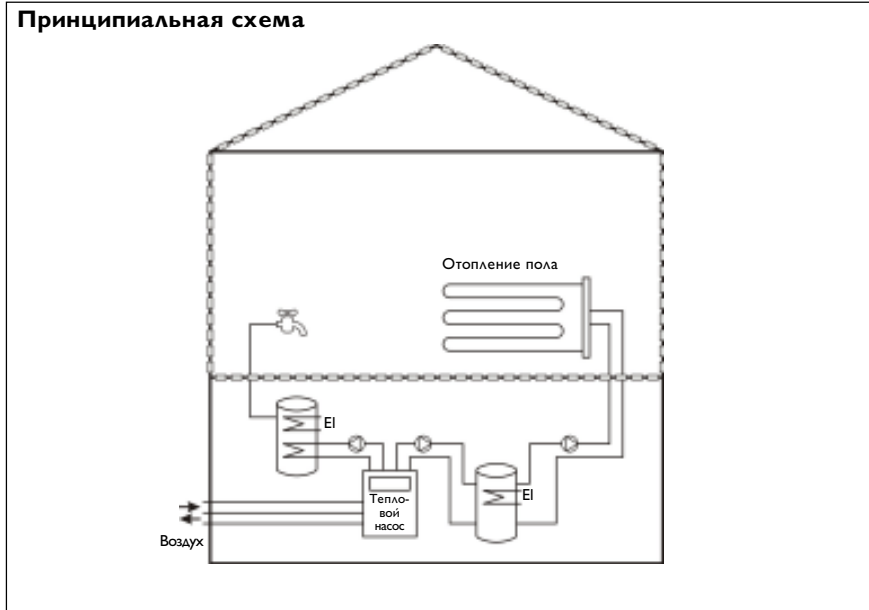 Принципиальная схема
Отопление пола
El
El
Тепло-
вой
насос
Воздух